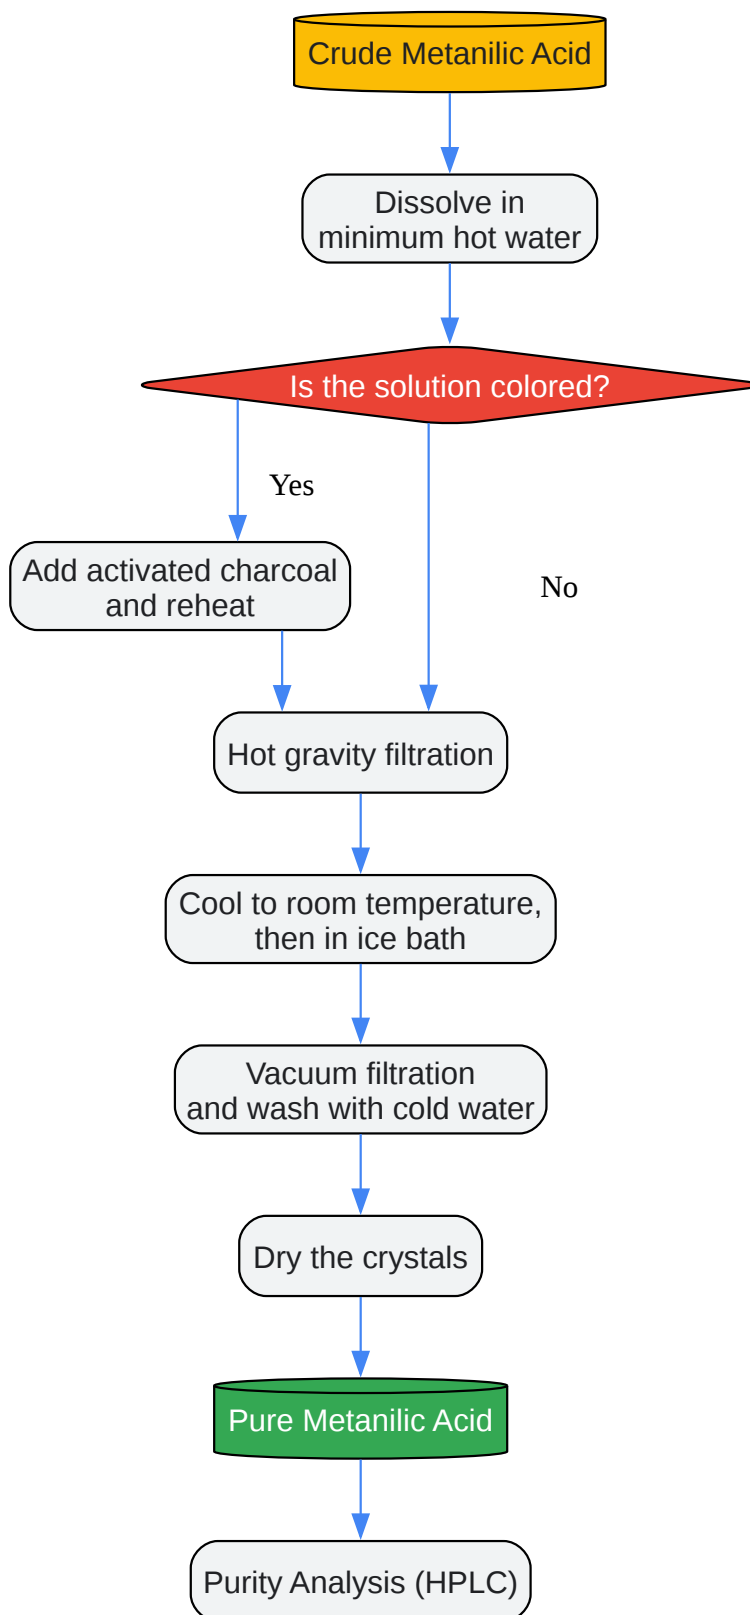 Crude Metanilic Acid
Dissolve in
minimum hot water
Is the solution colored?
Yes
Add activated charcoal
and reheat
No
Hot gravity filtration
Cool to room temperature,
then in ice bath
Vacuum filtration
and wash with cold water
Dry the crystals
Pure Metanilic Acid
Purity Analysis (HPLC)